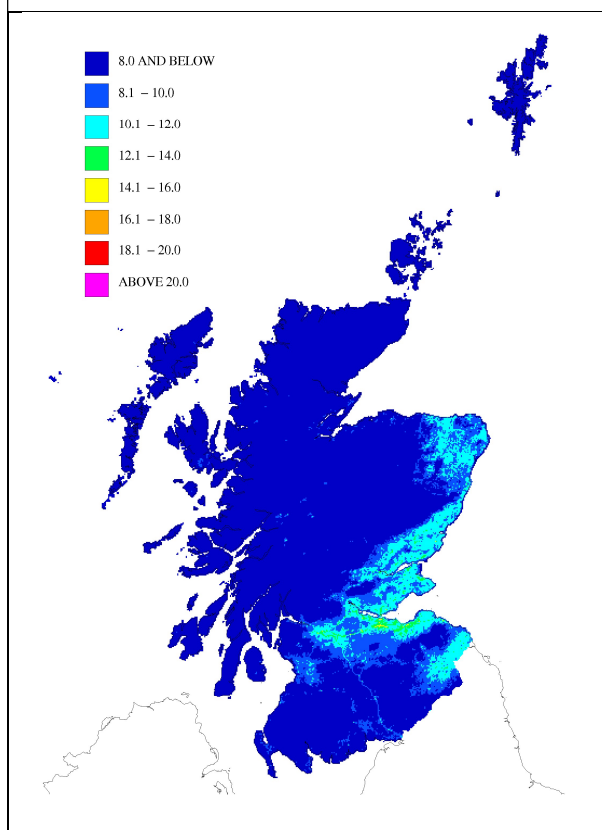 8.0 AND BELOW
8.1 – 10.0
10.1 – 12.0
12.1 – 14.0
14.1 – 16.0
16.1 – 18.0
18.1 – 20.0
ABOVE 20.0